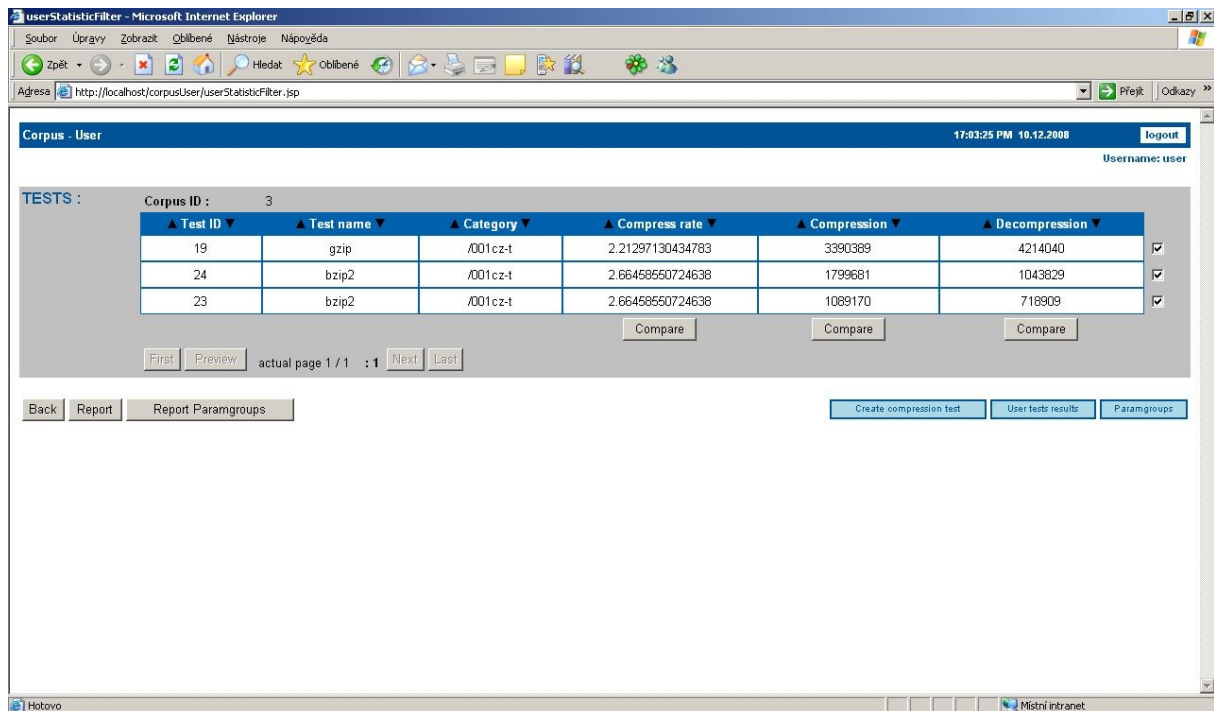 userStatisticFilter - Microsoft Internet Explorer
Soubor Úpravy Zobrazit Oblíbené Nástroje Nápověda
Zpět Hledat Oblíbené
Adresa http://localhost/corpusUser/userStatisticFilter.jsp Přejít Odkazy »
Corpus - User 17:03:25 PM 10.12.2008 logout
Username: user
TESTS : Corpus ID : 3
▲ Test ID ▼ ▲ Test name ▼ ▲ Category ▼ ▲ Compress rate ▼ ▲ Compression ▼ ▲ Decompression ▼
19 gzip /001cz-t 2.21297130434783 3390389 4214040
24 bzip2 /001cz-t 2.66458550724638 1799681 1043829
23 bzip2 /001cz-t 2.66458550724638 1089170 718909
Compare Compare Compare
First Preview actual page 1 / 1 : 1 Next Last
Back Report Report Paramgroups Create compression test User tests results Paramgroups
Hotovo Místní intranet